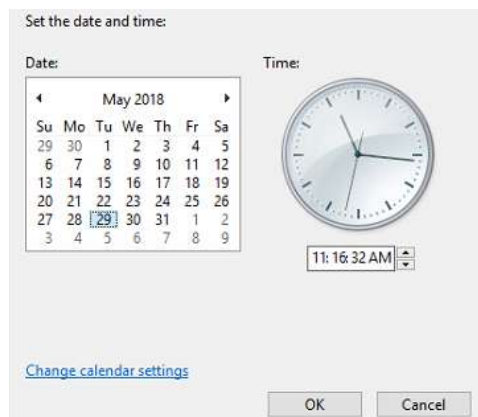 Set the date and time:
Date:
Time:
May 2018
Su Mo Tu We Th Fr Sa
29 30 1 2 3 4 5
6 7 8 9 10 11 12
13 14 15 16 17 18 19
20 21 22 23 24 25 26
27 28 29 30 31 1 2
3 4 5 6 7 8 9
11:16:32 AM
Change calendar settings
OK
Cancel